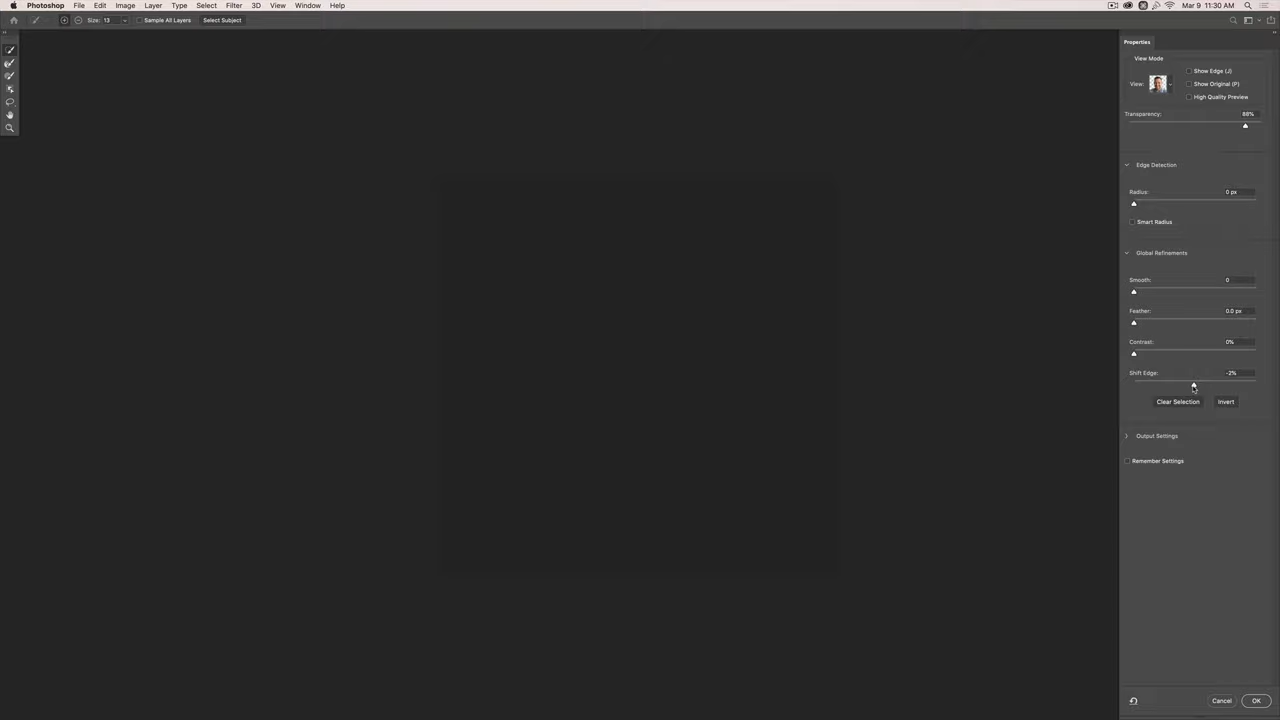 Photoshop File Edit Image Layer Type Select Filter 3D View Window Help Mar 9 11:30 AM
Size: 13 Sample All Layers Select Subject
Properties
View Mode
Show Edge (J)
View: Show Original (P)
High Quality Preview
Transparency: 88%
Edge Detection
Radius: 0 px
Smart Radius
Global Refinements
Smooth: 0
Feather: 0.0 px
Contrast: 0%
Shift Edge: -2%
Clear Selection Invert
Output Settings
Remember Settings
Cancel OK